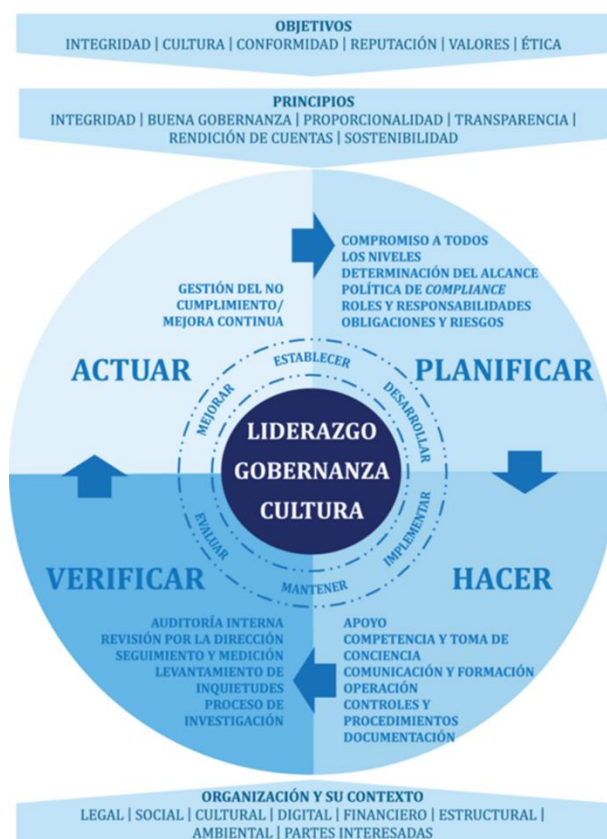 OBJETIVOS
INTEGRIDAD | CULTURA | CONFORMIDAD | REPUTACIÓN | VALORES | ÉTICA
PRINCIPIOS
INTEGRIDAD | BUENA GOBERNANZA | PROPORCIONALIDAD | TRANSPARENCIA |
RENDICIÓN DE CUENTAS | SOSTENIBILIDAD
GESTIÓN DEL NO
CUMPLIMIENTO/
MEJORA CONTINUA
ACTUAR
COMPROMISO A TODOS
LOS NIVELES
DETERMINACIÓN DEL ALCANCE
POLÍTICA DE COMPLIANCE
ROLES Y RESPONSABILIDADES
OBLIGACIONES Y RIESGOS
PLANIFICAR
ESTABLECER
DESARROLLAR
IMPLEMENTAR
MANTENER
EVALUAR
MEJORAR
LIDERAZGO
GOBERNANZA
CULTURA
HACER
APOYO
COMPETENCIA Y TOMA DE
CONCIENCIA
COMUNICACIÓN Y FORMACIÓN
OPERACIÓN
CONTROLES Y
PROCEDIMIENTOS
DOCUMENTACIÓN
VERIFICAR
AUDITORÍA INTERNA
REVISIÓN POR LA DIRECCIÓN
SEGUIMIENTO Y MEDICIÓN
LEVANTAMIENTO DE
INQUIETUDES
PROCESO DE
INVESTIGACIÓN
ORGANIZACIÓN Y SU CONTEXTO
LEGAL | SOCIAL | CULTURAL | DIGITAL | FINANCIERO | ESTRUCTURAL |
AMBIENTAL | PARTES INTERESADAS